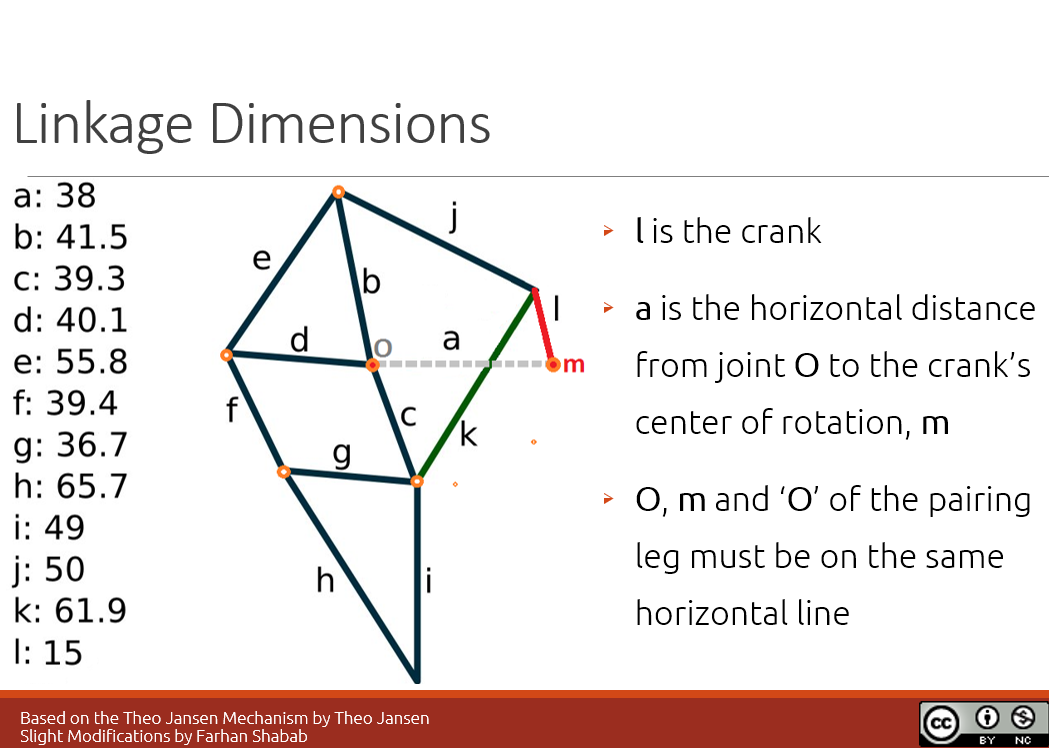 Linkage Dimensions
a: 38
b: 41.5
c: 39.3
d: 40.1
e: 55.8
f: 39.4
g: 36.7
h: 65.7
i: 49
j: 50
k: 61.9
l: 15
j
e
b
l
d
O
a
m
f
c
k
g
h
i
l is the crank
a is the horizontal distance
from joint O to the crank’s
center of rotation, m
O, m and ‘O’ of the pairing
leg must be on the same
horizontal line
Based on the Theo Jansen Mechanism by Theo Jansen
Slight Modifications by Farhan Shabab
cc
$
BY NC